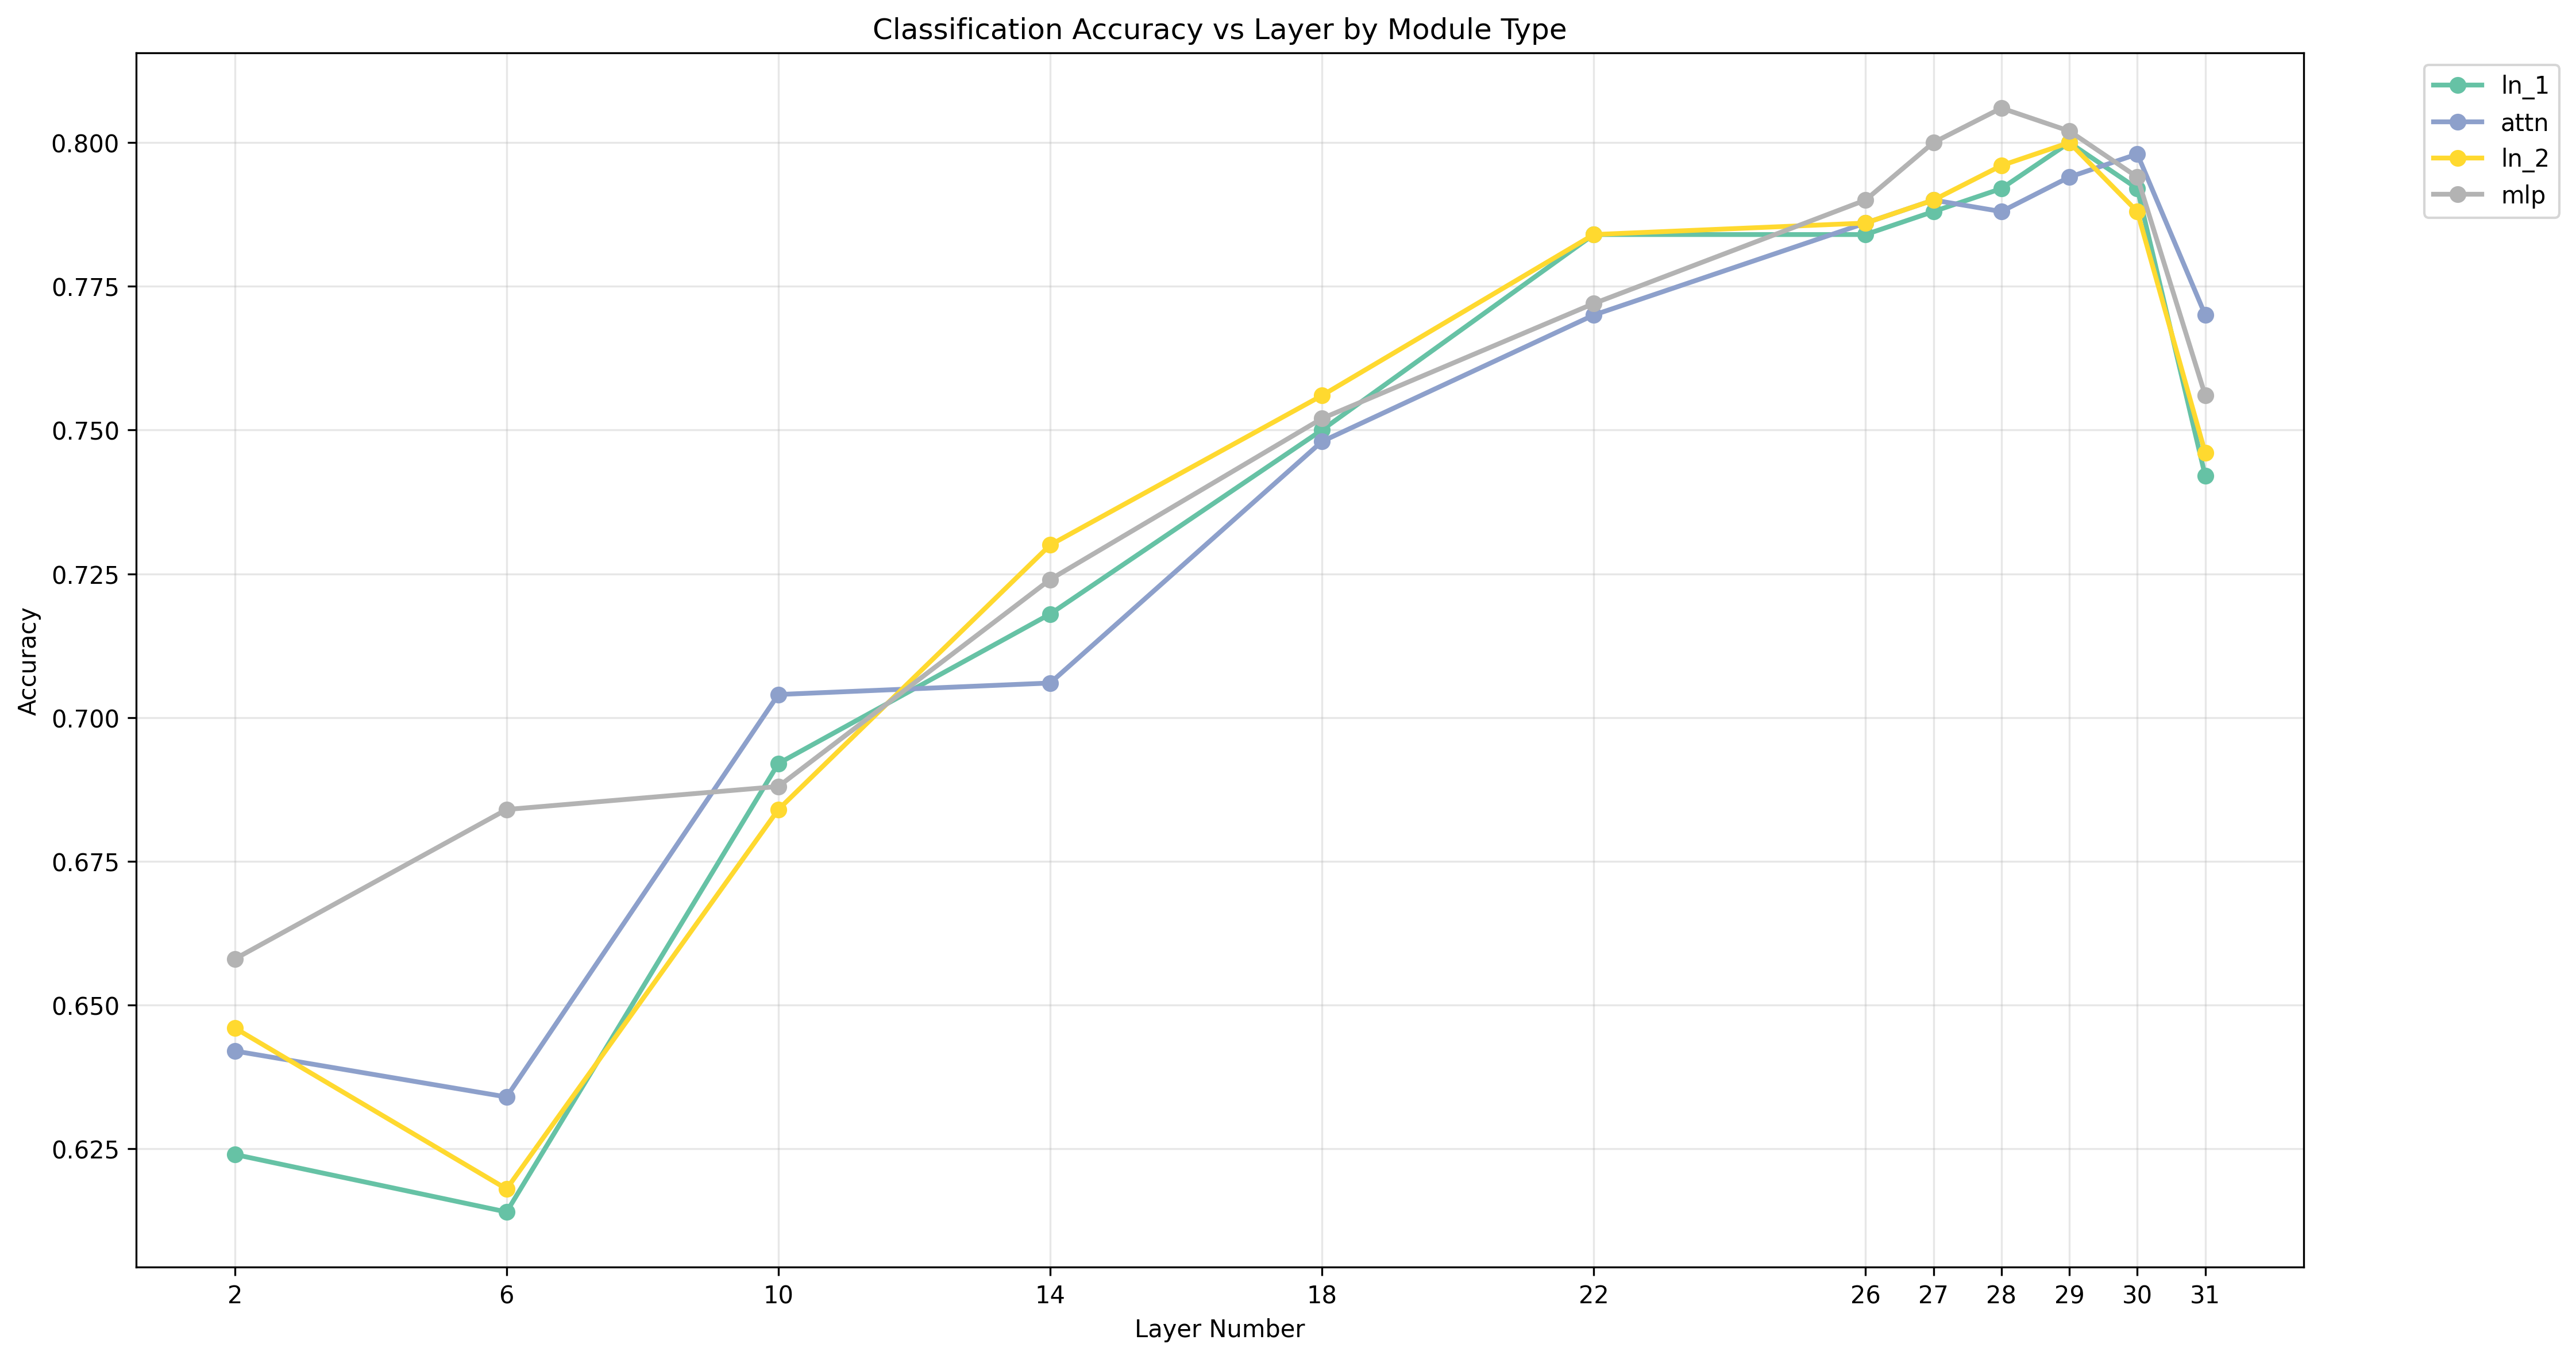 Classification Accuracy vs Layer by Module Type
ln_1
attn
ln_2
mlp
0.800
0.775
0.750
0.725
0.700
0.675
0.650
0.625
Accuracy
2 6 10 14 18 22 26 27 28 29 30 31
Layer Number